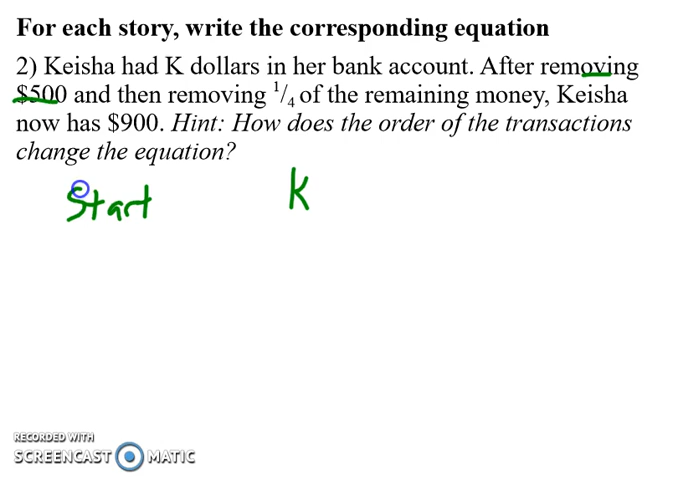 For each story, write the corresponding equation
2) Keisha had K dollars in her bank account. After removing
$500 and then removing 1/4 of the remaining money, Keisha
now has $900. Hint: How does the order of the transactions
change the equation?
Start K
RECORDED WITH
SCREENCAST MATIC